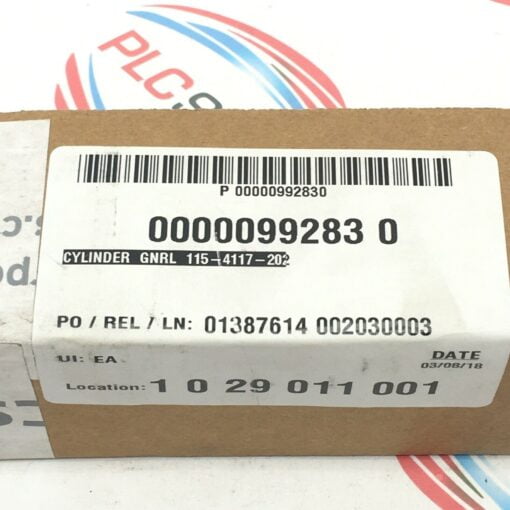 PLCS
P 00000992830
0000099283 0
CYLINDER GNRL 115-4117-202
PO / REL / LN: 01387614 002030003
UI: EA
DATE
03/08/18
Location: 1 0 29 011 001